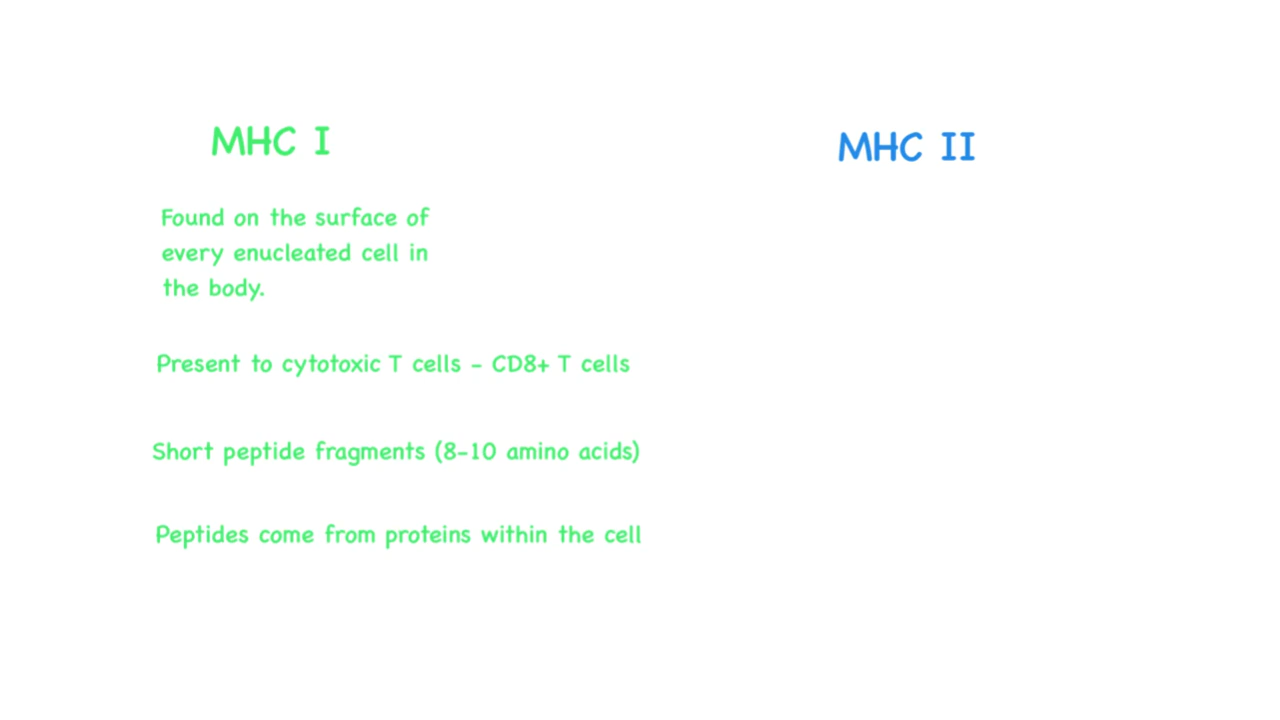 MHC I
MHC II
Found on the surface of
every enucleated cell in
the body.
Present to cytotoxic T cells - CD8+ T cells
Short peptide fragments (8-10 amino acids)
Peptides come from proteins within the cell